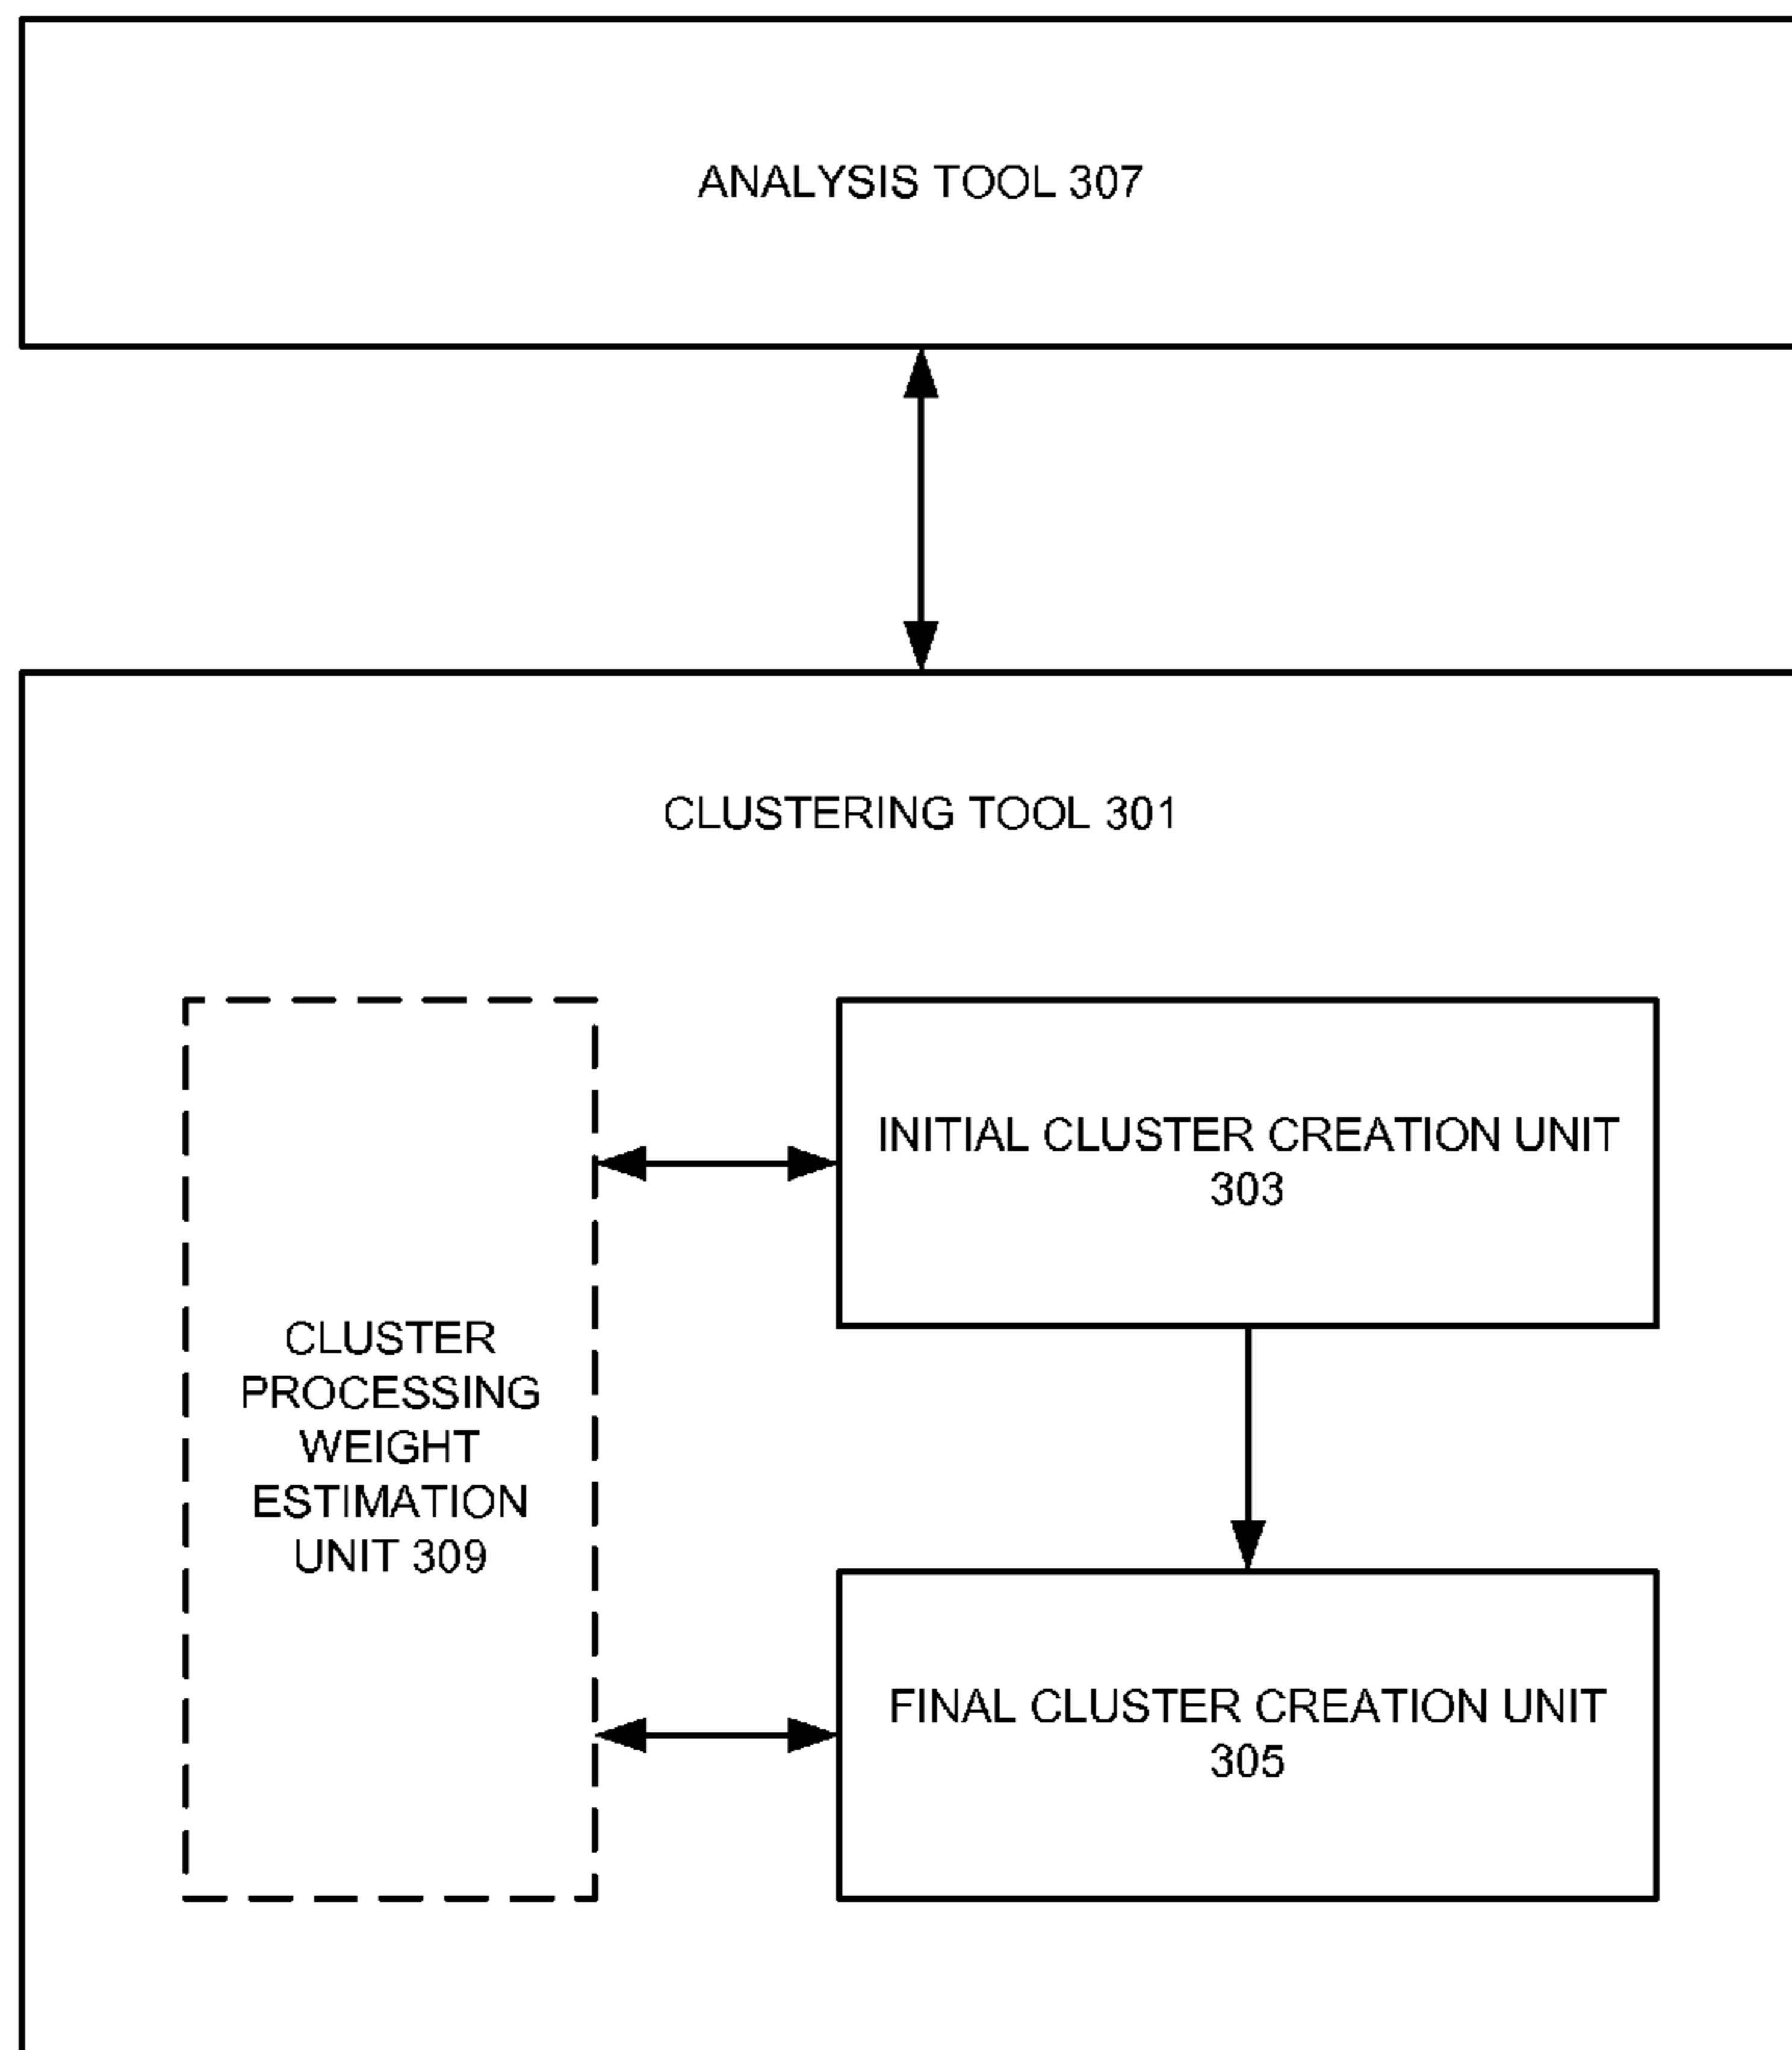 ANALYSIS TOOL 307
CLUSTERING TOOL 301
INITIAL CLUSTER CREATION UNIT
303
CLUSTER
PROCESSING
WEIGHT
ESTIMATION
UNIT 309
FINAL CLUSTER CREATION UNIT
305